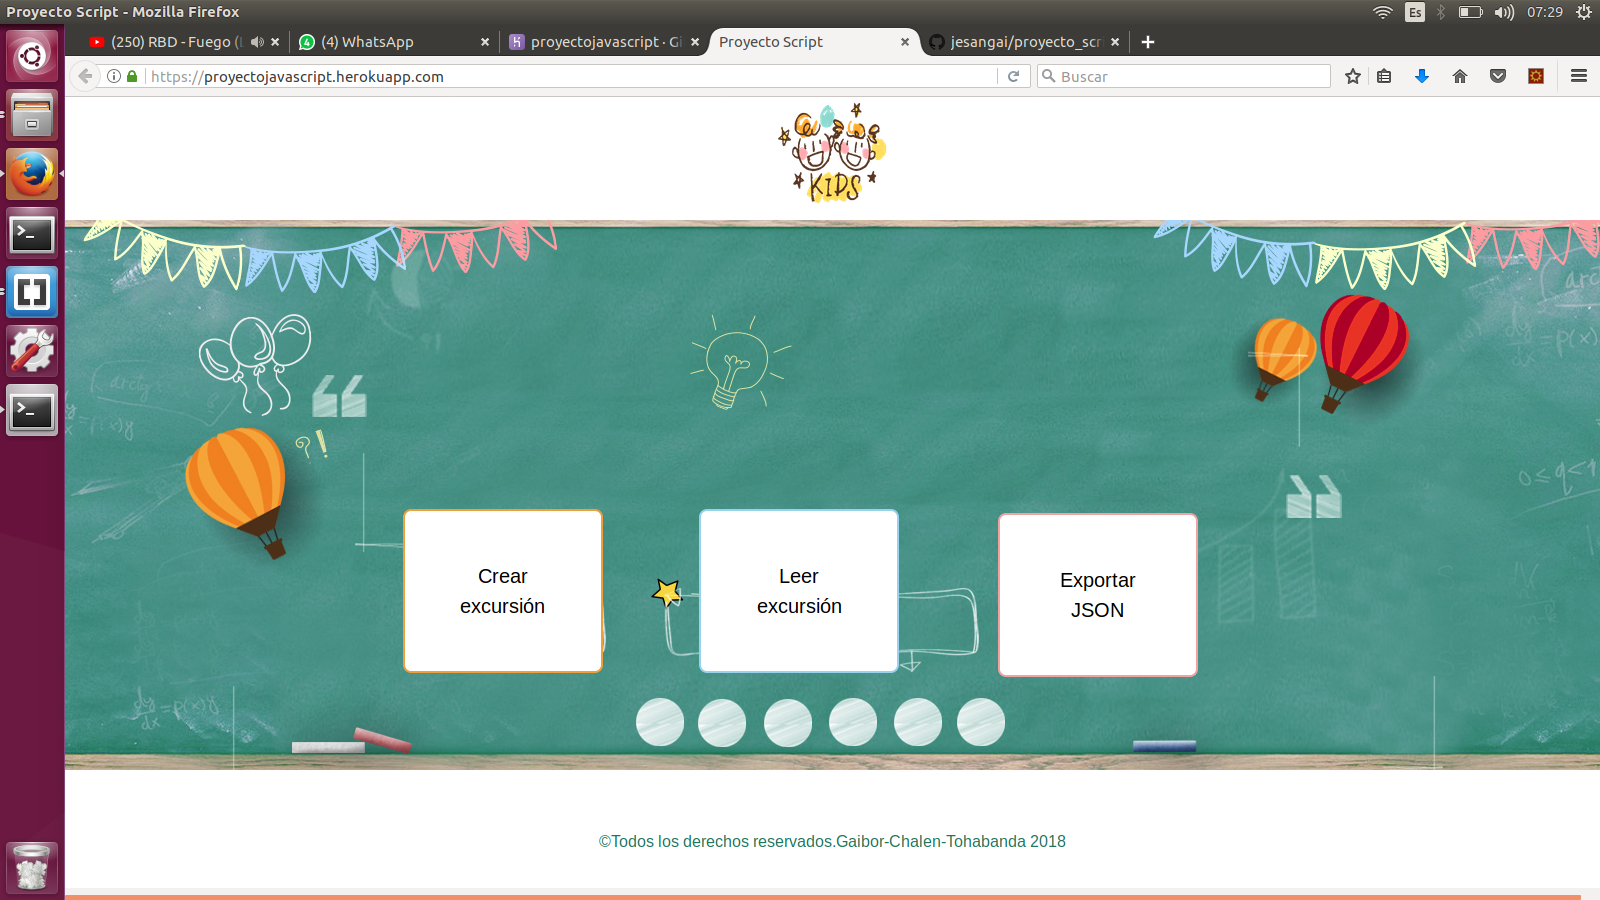 Proyecto Script - Mozilla Firefox
Es
07:29
(250) RBD - Fuego (
(4) WhatsApp
proyectojavascript · Gi
Proyecto Script
jesangai/proyecto_scr
https://proyectojavascript.herokuapp.com
Buscar
KIDS
?!
Crear
excursión
Leer
excursión
Exportar
JSON
©Todos los derechos reservados.Gaibor-Chalen-Tohabanda 2018